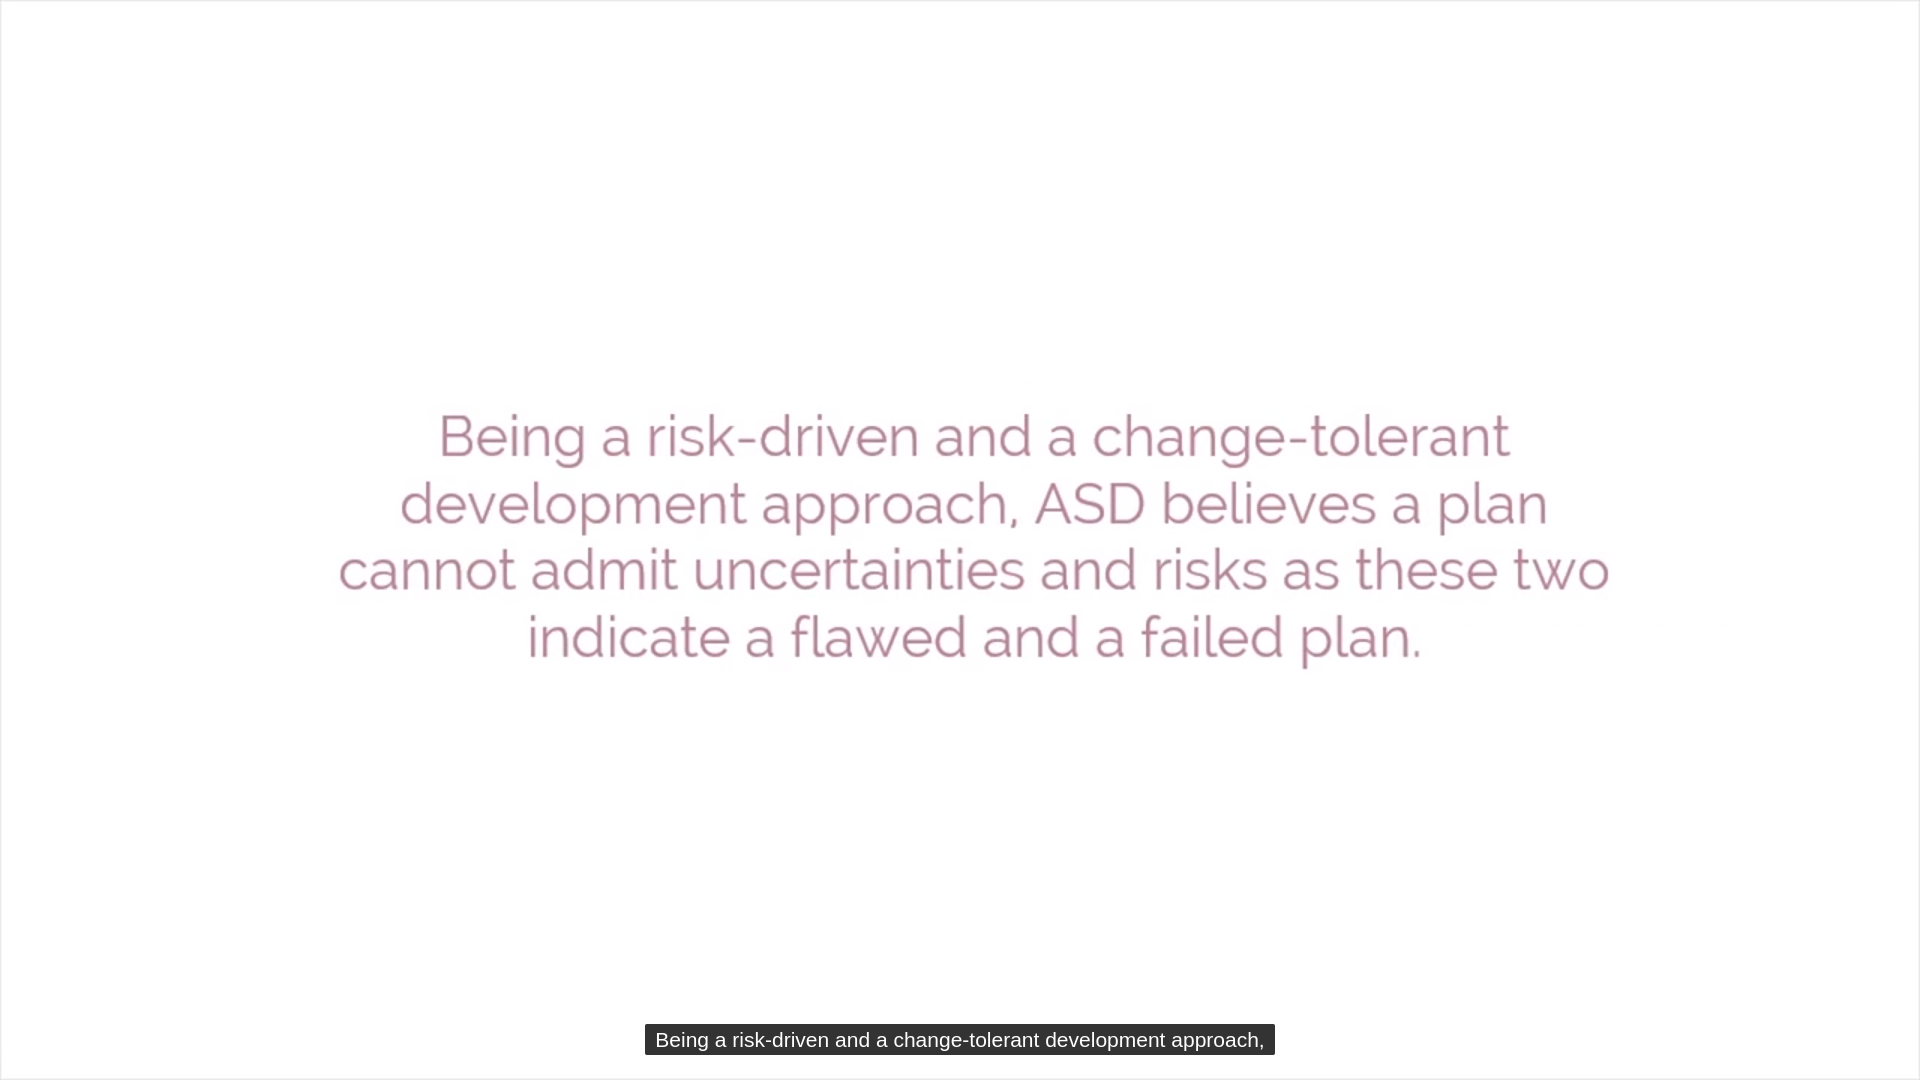 Being a risk-driven and a change-tolerant
development approach, ASD believes a plan
cannot admit uncertainties and risks as these two
indicate a flawed and a failed plan.
Being a risk-driven and a change-tolerant development approach,